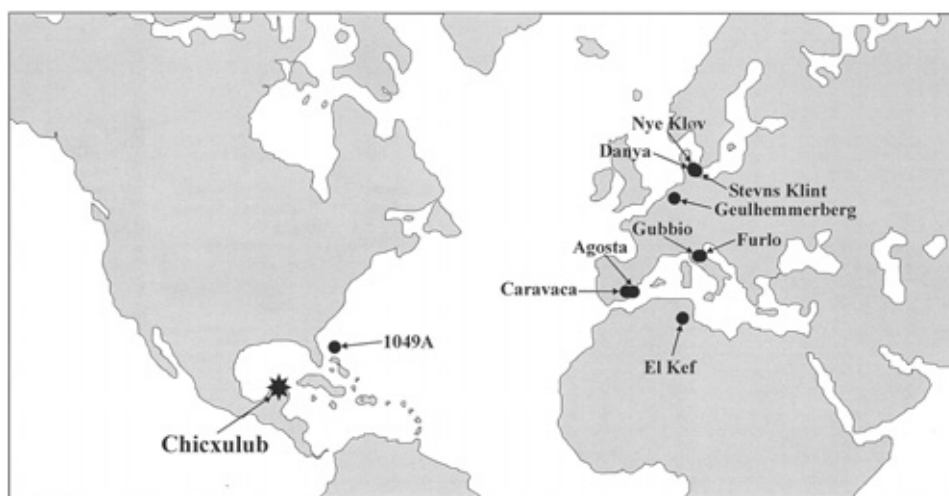 Nye Kløv
Danya
Stevns Klint
Geulhemmerberg
Gubbio
Furlo
Agosta
Caravaca
1049A
El Kef
Chicxulub